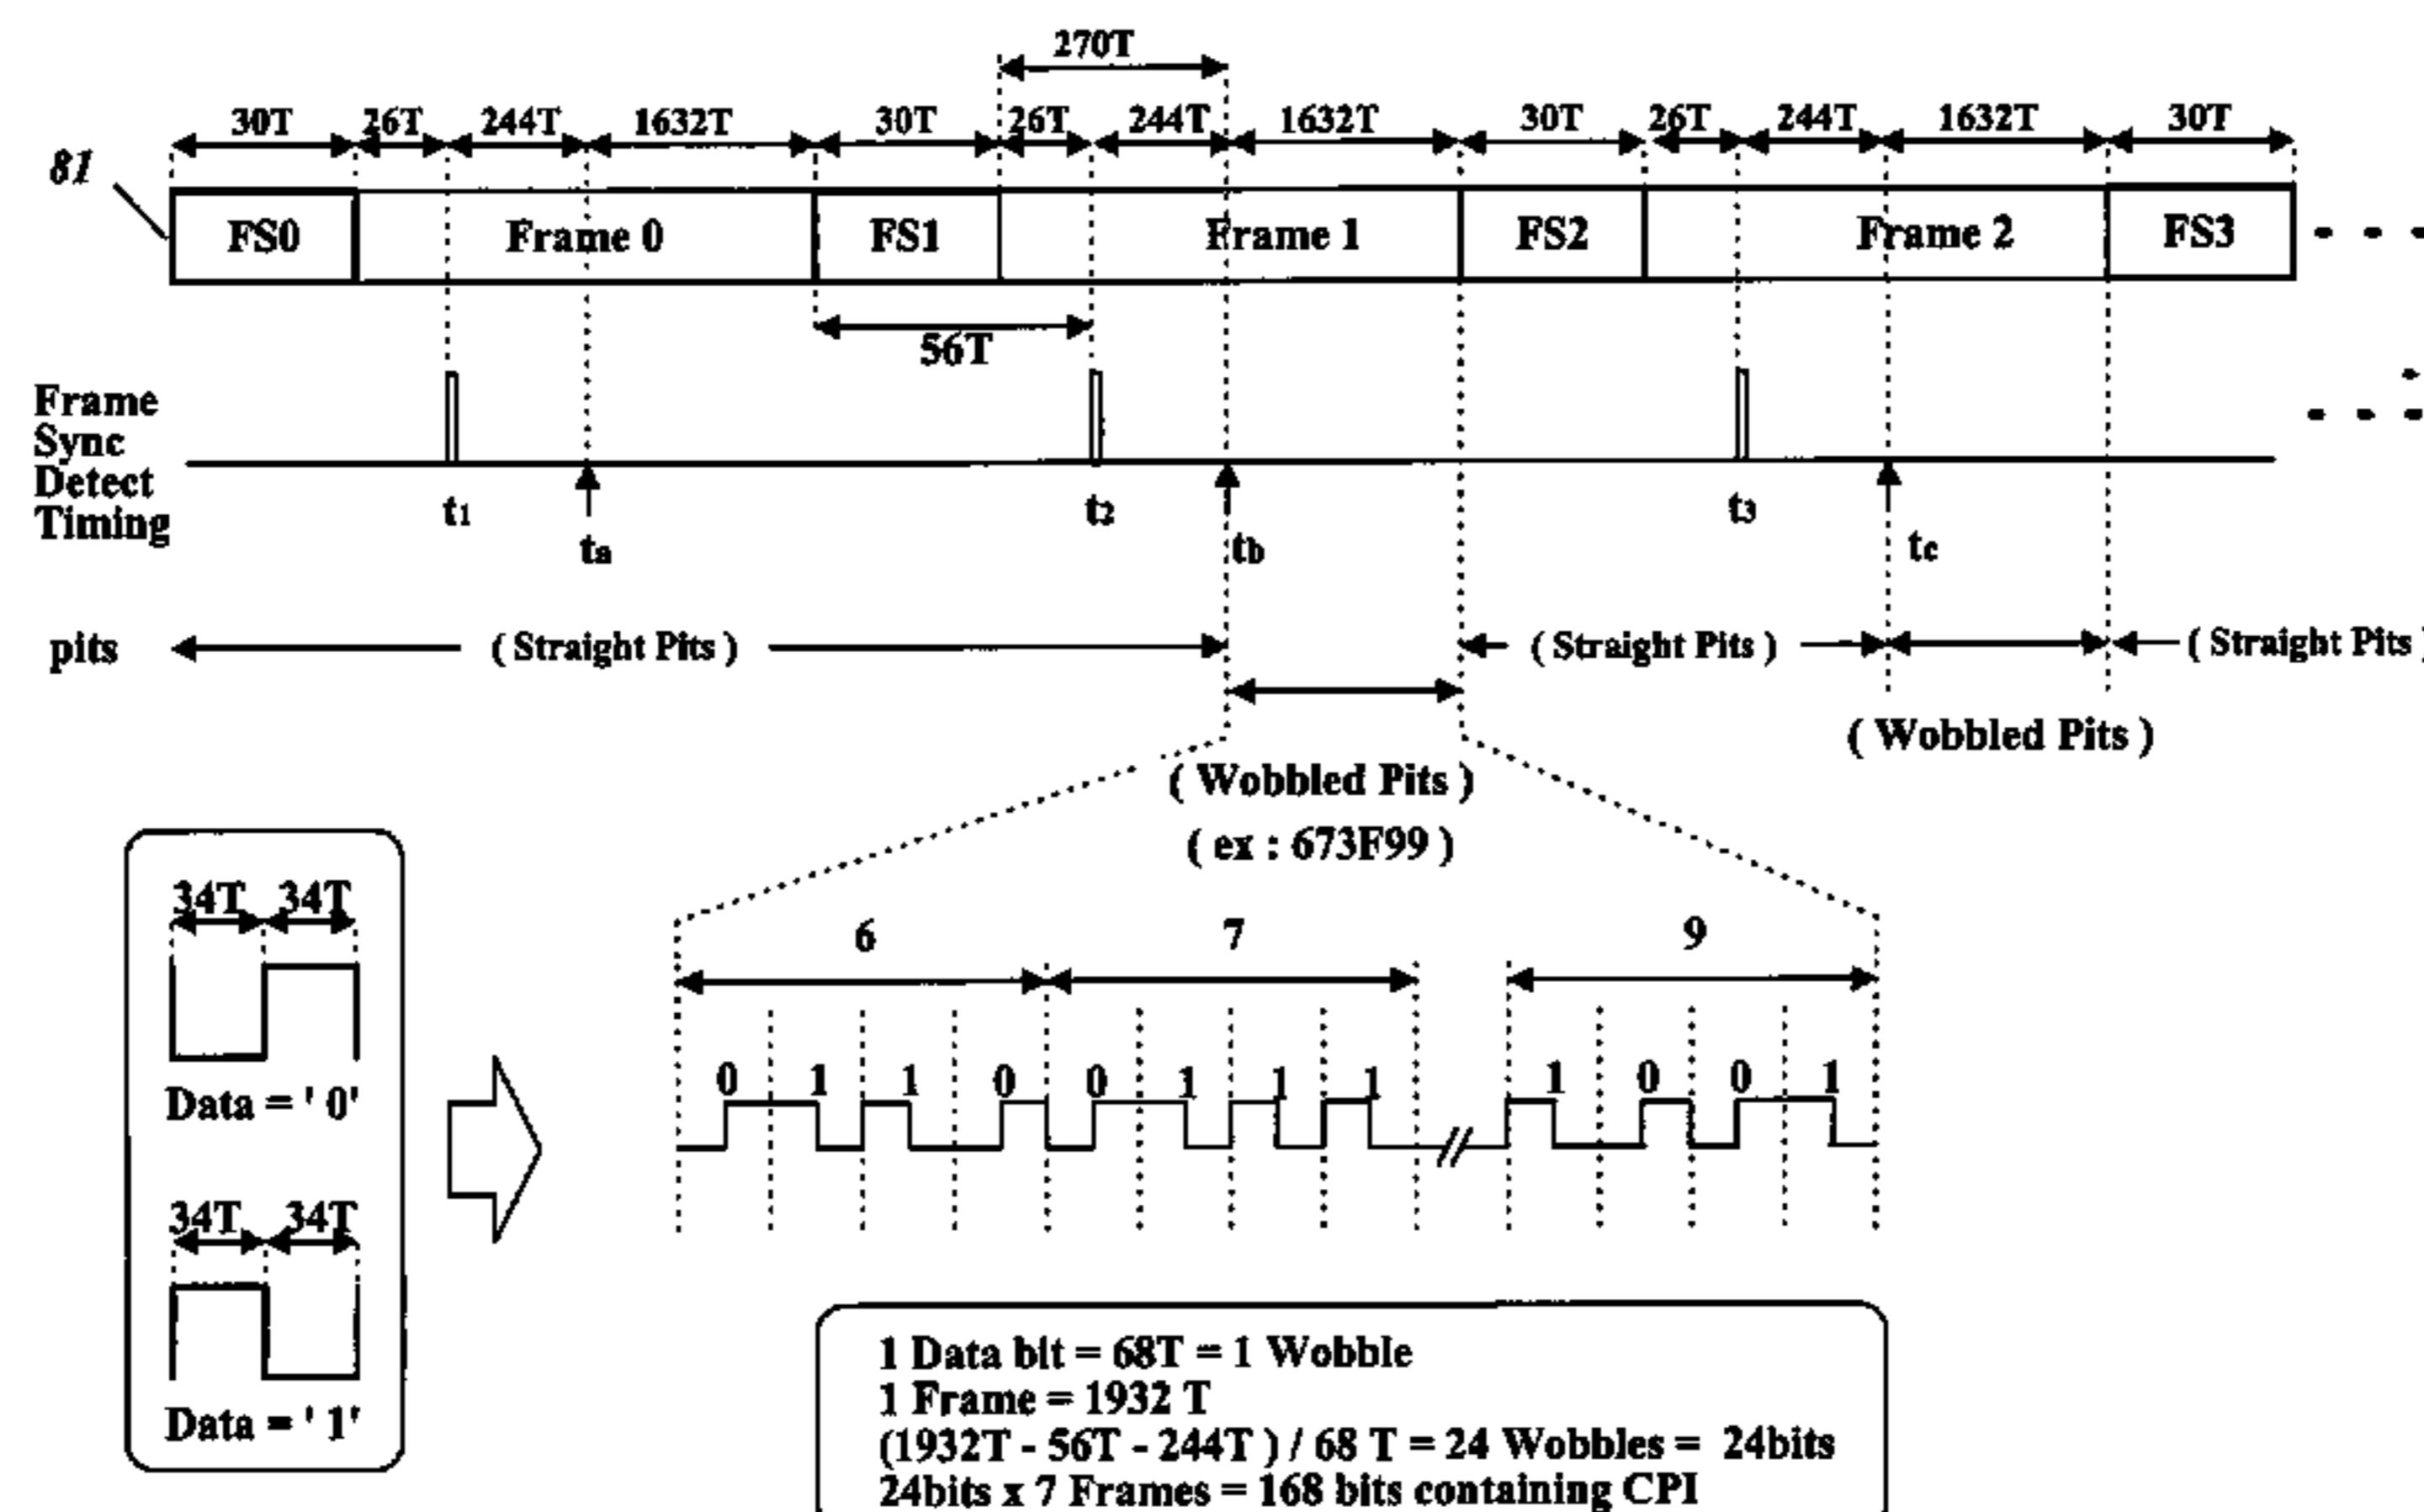 270T
30T 26T 244T 1632T 30T 26T 244T 1632T 30T 26T 244T 1632T 30T
81
FS0 Frame 0 FS1 Frame 1 FS2 Frame 2 FS3
56T
Frame
Sync
Detect
Timing
t1 t2 t3
ta tb tc
pits ( Straight Pits ) ( Straight Pits ) ( Straight Pits )
( Wobbled Pits )
( Wobbled Pits )
( ex : 673F99 )
34T 34T
Data = ' 0'
34T 34T
Data = ' 1'
6 7 9
0 1 1 0 0 1 1 1 1 0 0 1
1 Data bit = 68T = 1 Wobble
1 Frame = 1932 T
(1932T - 56T - 244T ) / 68 T = 24 Wobbles = 24bits
24bits x 7 Frames = 168 bits containing CPI